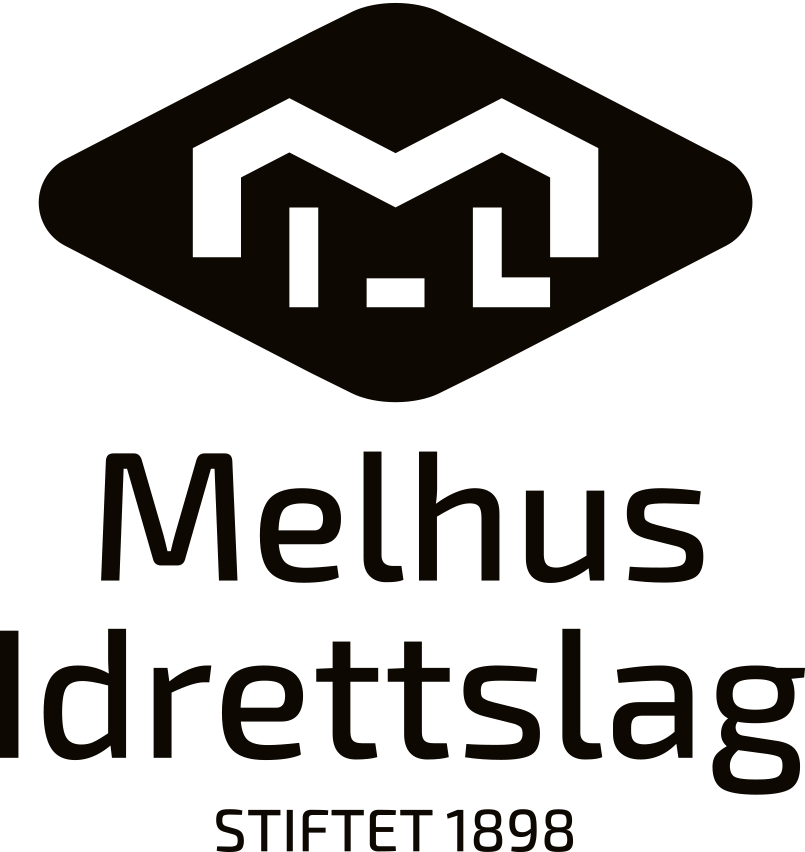 M
I-L
Melhus
Idrettslag
STIFTET 1898